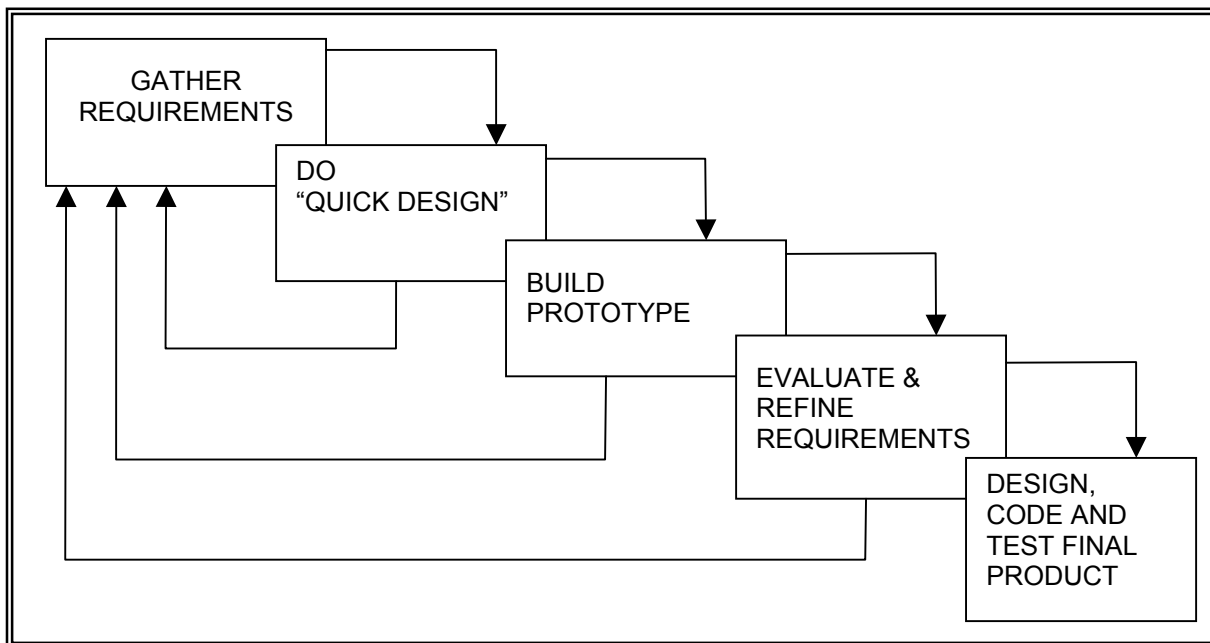 GATHER
REQUIREMENTS
DO
“QUICK DESIGN”
BUILD
PROTOTYPE
EVALUATE &
REFINE
REQUIREMENTS
DESIGN,
CODE AND
TEST FINAL
PRODUCT